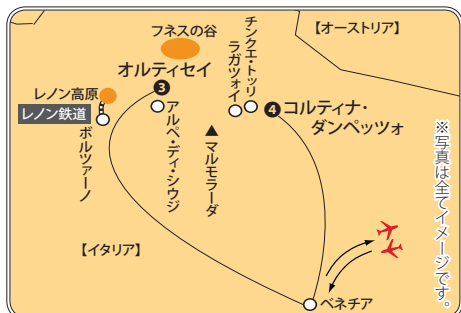 フネスの谷
オルティセイ
❸
レノン高原
レノン鉄道
ボルツァーノ
アルペ・ディ・シウジ
▲マルモラーダ
ラガツォイ
チンクエ・トッリ
❹コルティナ・
ダンペッツォ
【オーストリア】
【イタリア】
ベネチア
※写真は全てイメージです。